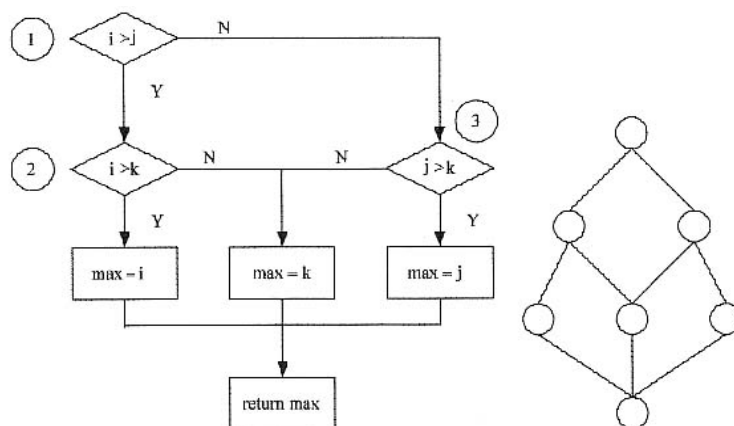 1
i >j
N
Y
3
2
i >k
N
N
j >k
Y
Y
max = i
max = k
max = j
return max